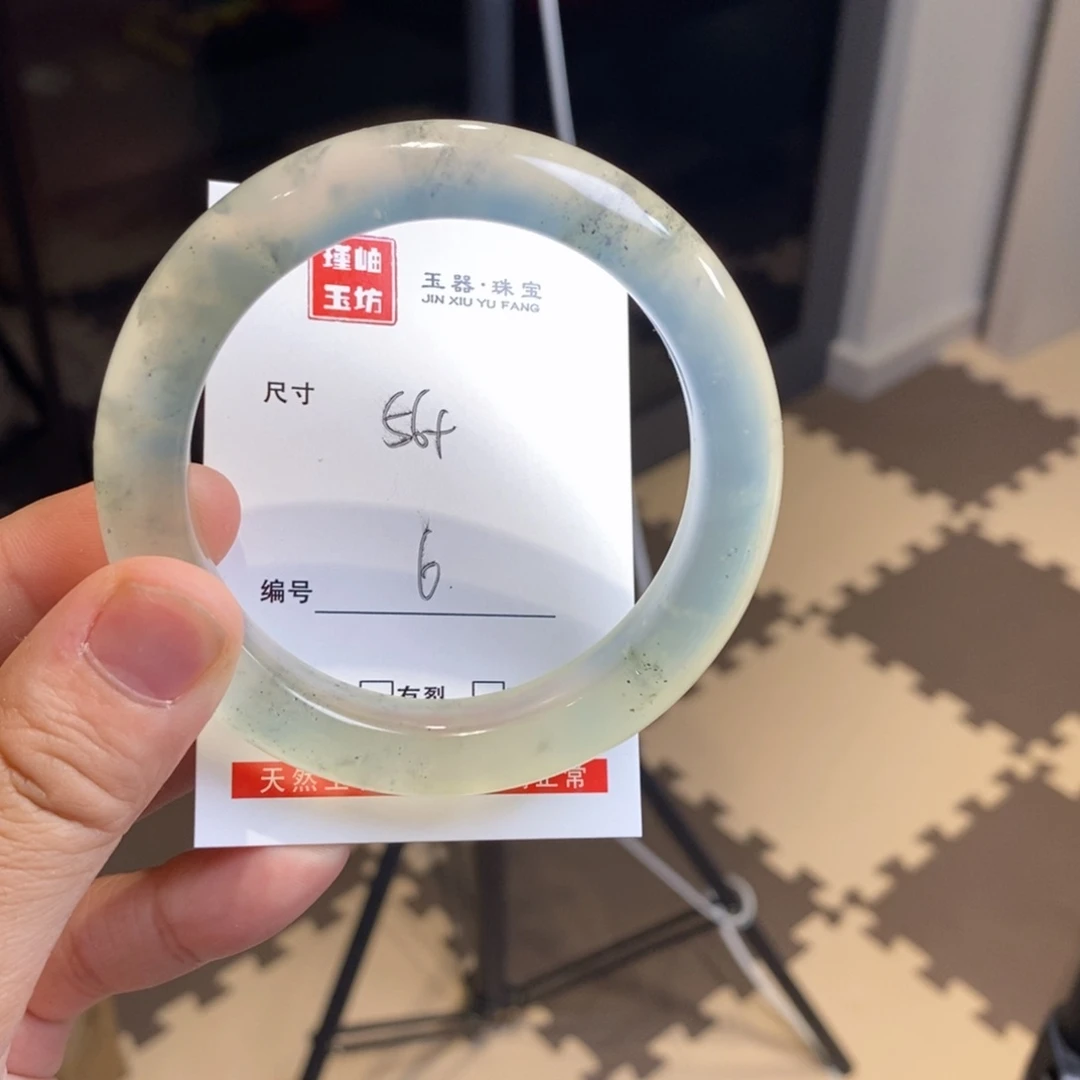 瑾岫
玉坊
玉器·珠宝
JIN XIU YU FANG
尺寸
56+
编号
6
有裂
天然
正常